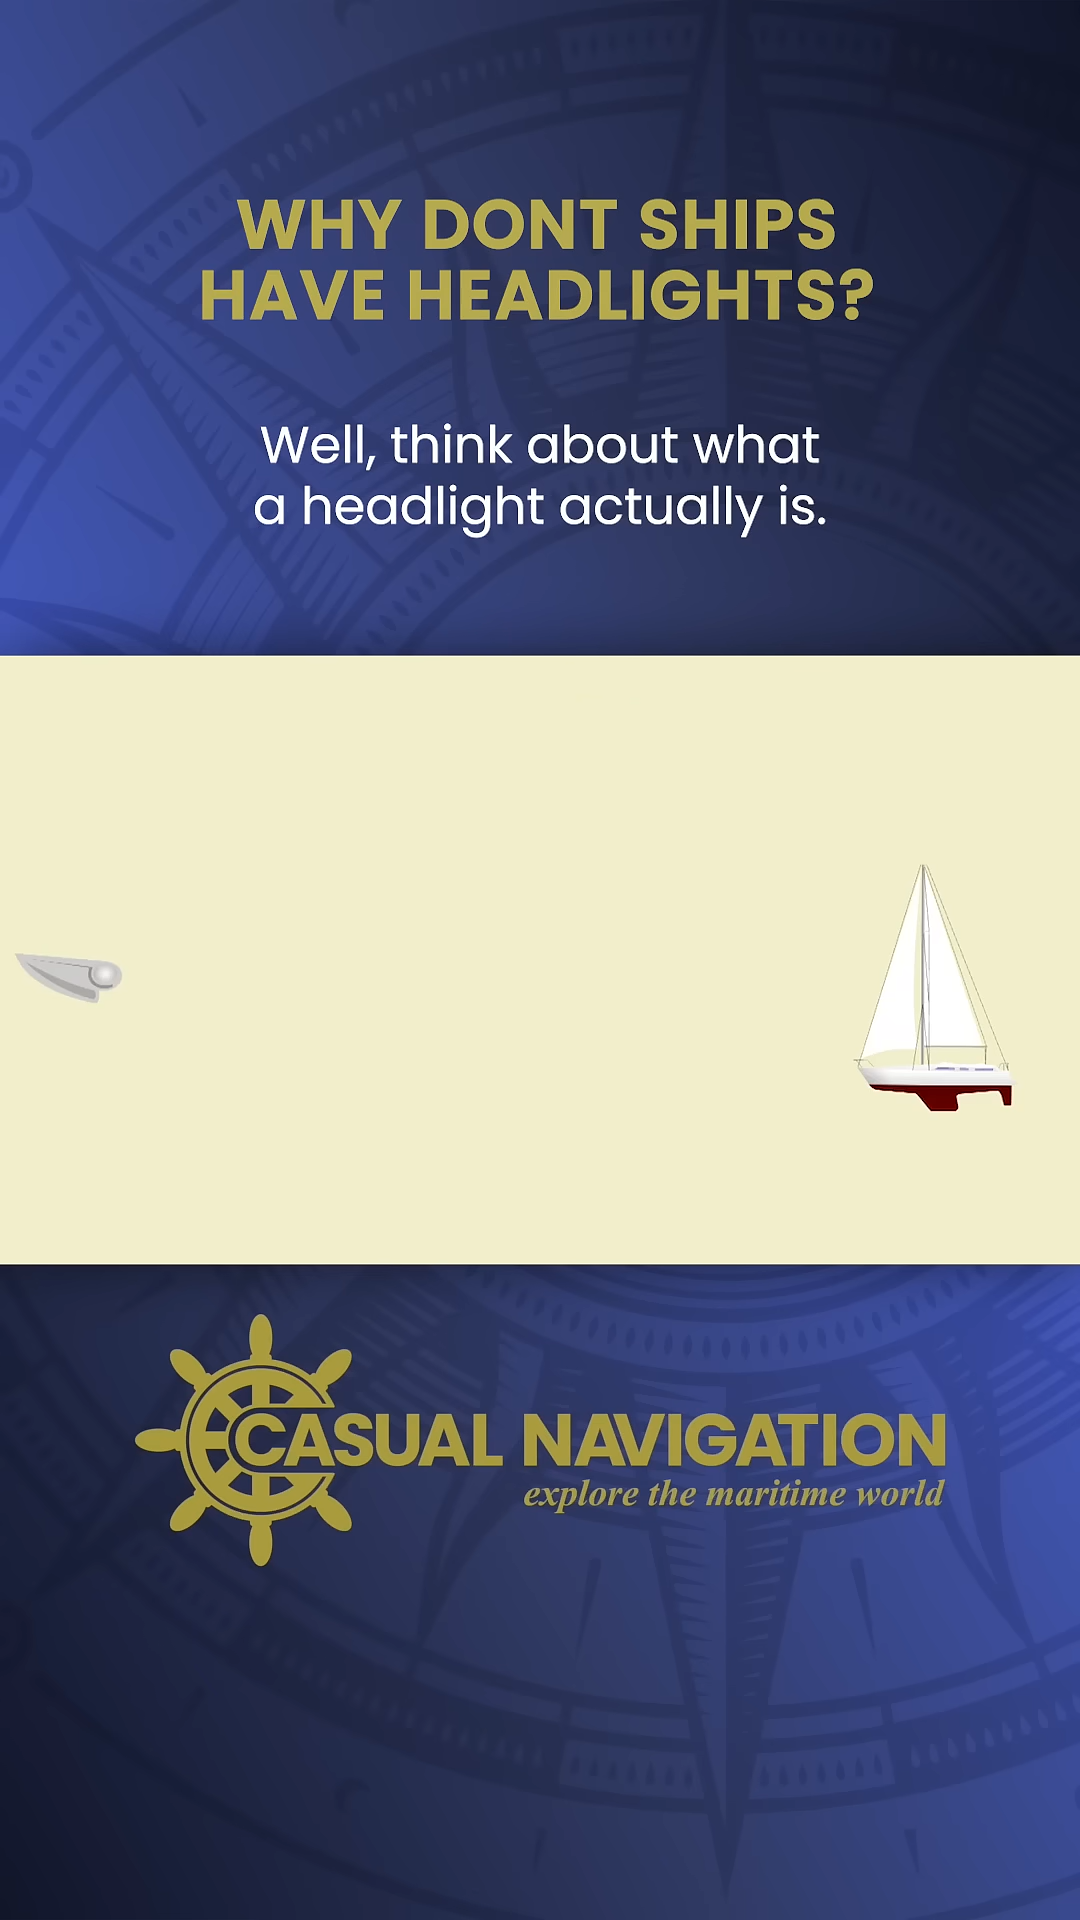 WHY DONT SHIPS
HAVE HEADLIGHTS?
Well, think about what
a headlight actually is.
CASUAL NAVIGATION
explore the maritime world